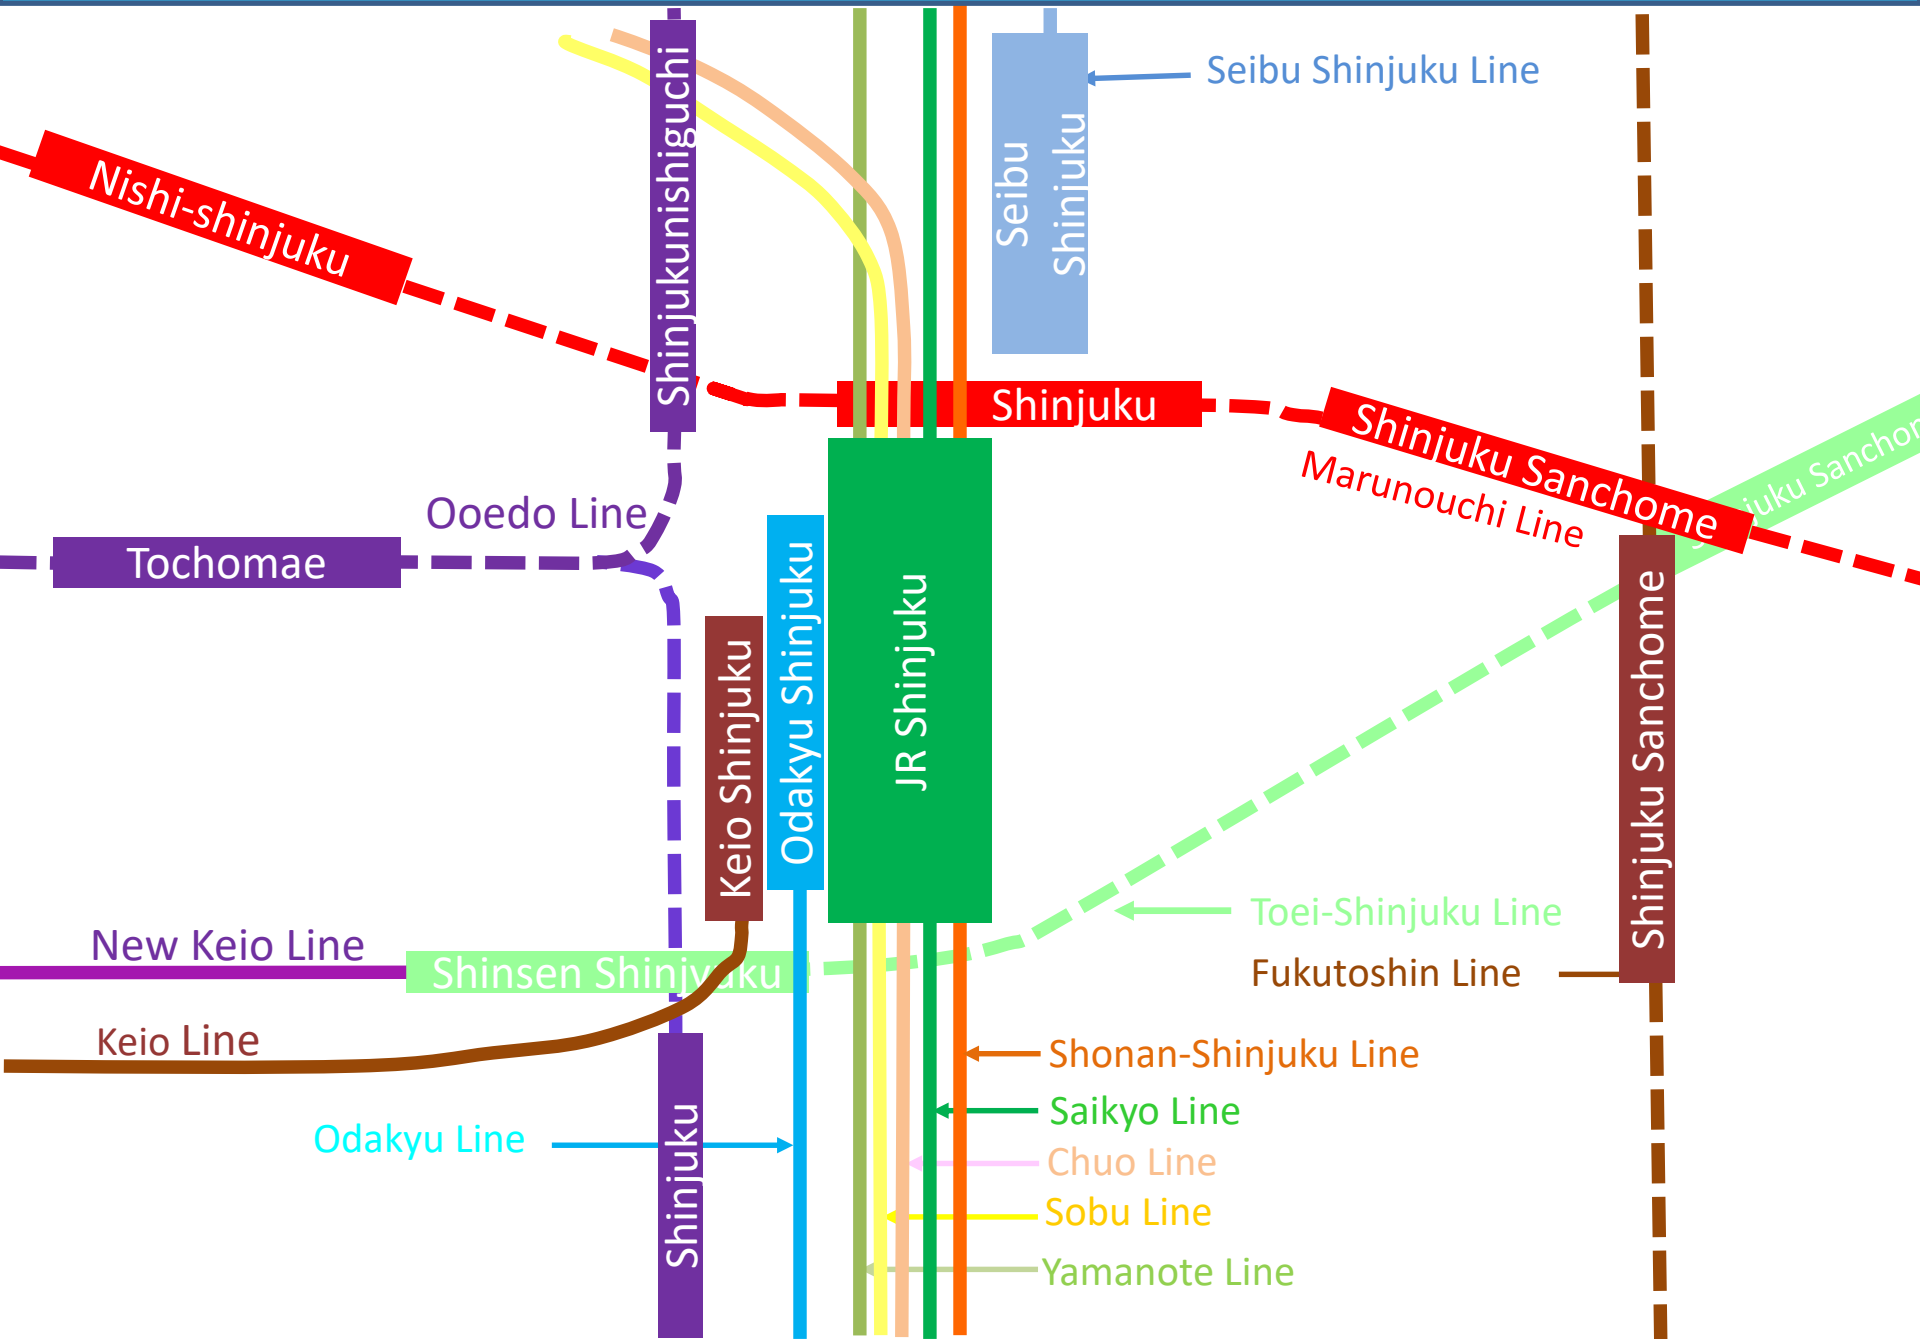 Seibu Shinjuku Line
Shinjukunishiguchi
Seibu
Shinjuku
Nishi-shinjuku
Shinjuku
Shinjuku Sanchome
Marunouchi Line
Ooedo Line
Tochomae
Keio Shinjuku
Odakyu Shinjuku
JR Shinjuku
Shinjuku Sanchome
New Keio Line
Toei-Shinjuku Line
Fukutoshin Line
Keio Line
Shonan-Shinjuku Line
Saikyo Line
Odakyu Line
Shinjuku
Chuo Line
Sobu Line
Yamanote Line